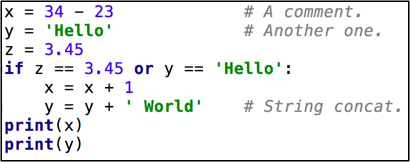 x = 34 - 23            # A comment.
y = 'Hello'            # Another one.
z = 3.45
if z == 3.45 or y == 'Hello':
    x = x + 1
    y = y + ' World'   # String concat.
print(x)
print(y)